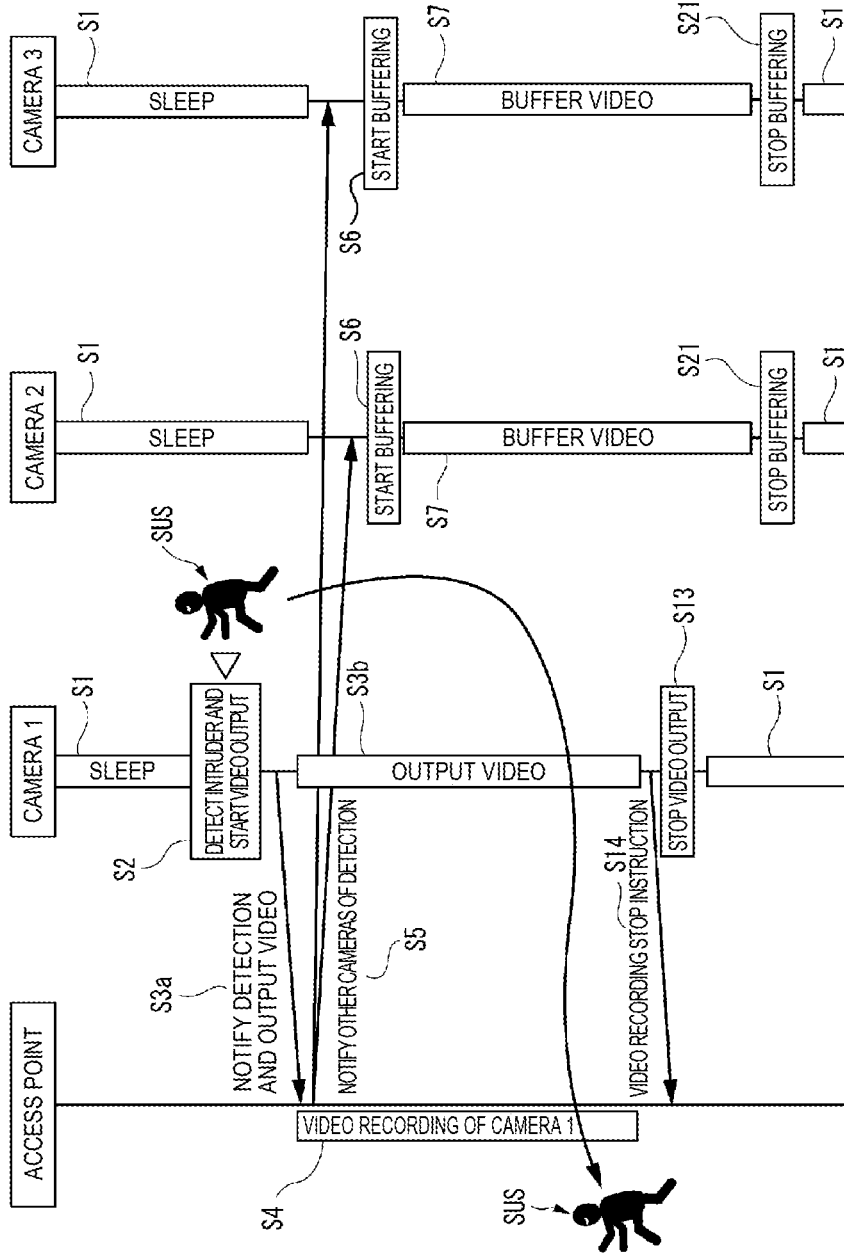 ACCESS POINT
CAMERA 1
CAMERA 2
CAMERA 3
SLEEP
S1
SLEEP
S1
SLEEP
S1
SUS
DETECT INTRUDER AND
START VIDEO OUTPUT
S2
S3a
NOTIFY DETECTION
AND OUTPUT VIDEO
VIDEO RECORDING OF CAMERA 1
S4
NOTIFY OTHER CAMERAS OF DETECTION
S5
OUTPUT VIDEO
S3b
START BUFFERING
S6
START BUFFERING
S6
BUFFER VIDEO
S7
BUFFER VIDEO
S7
VIDEO RECORDING STOP INSTRUCTION
S14
STOP VIDEO OUTPUT
S13
S1
STOP BUFFERING
S21
S1
STOP BUFFERING
S21
S1
SUS